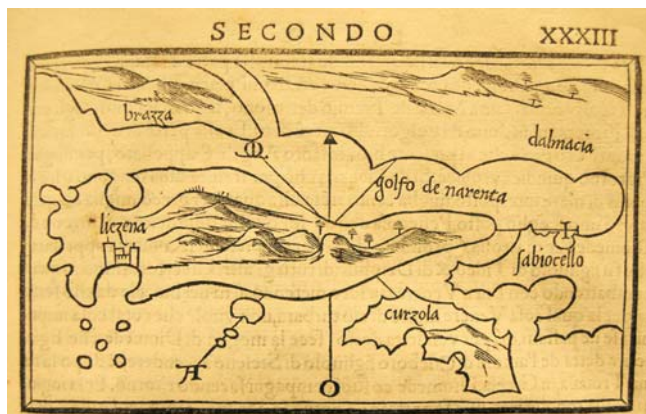 SECONDO XXXIII
brazza
dalmacia
M
golfo de narenta
liezena
L
sabiocello
curzola
A
O